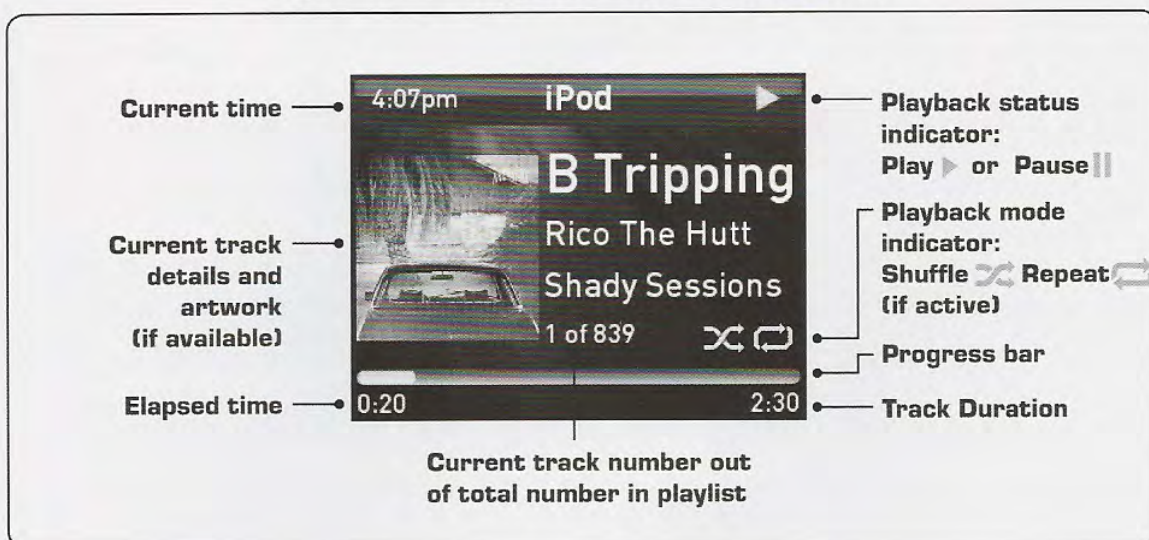 Current time
4:07pm iPod
Playback status
indicator:
Play or Pause
B Tripping
Rico The Hutt
Shady Sessions
1 of 839
Current track
details and
artwork
(if available)
Playback mode
indicator:
Shuffle Repeat
(if active)
Progress bar
Elapsed time
0:20 2:30
Track Duration
Current track number out
of total number in playlist